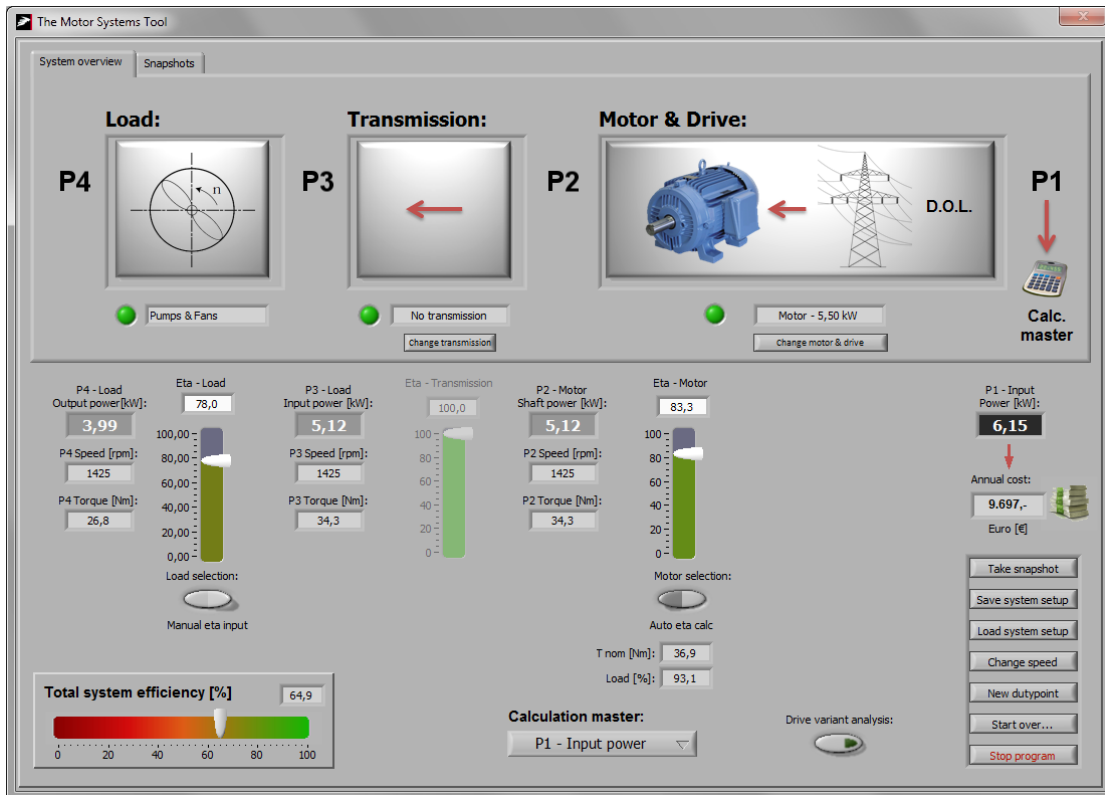 The Motor Systems Tool
x
System overview
Snapshots
Load:
Transmission:
Motor & Drive:
P4
n
P3
P2
D.O.L.
P1
Calc.
master
Pumps & Fans
No transmission
Change transmission
Motor - 5,50 kW
Change motor & drive
P4 - Load
Output power[kW]:
3,99
P4 Speed [rpm]:
1425
P4 Torque [Nm]:
26,8
Eta - Load
78,0
100,00
80,00
60,00
40,00
20,00
0,00
Load selection:
Manual eta input
P3 - Load
Input power [kW]:
5,12
P3 Speed [rpm]:
1425
P3 Torque [Nm]:
34,3
Eta - Transmission
100,0
100
80
60
40
20
0
P2 - Motor
Shaft power [kW]:
5,12
P2 Speed [rpm]:
1425
P2 Torque [Nm]:
34,3
Eta - Motor
83,3
100
80
60
40
20
0
Motor selection:
Auto eta calc
T nom [Nm]: 36,9
Load [%]: 93,1
P1 - Input
Power [kW]:
6,15
Annual cost:
9.697,-
Euro [€]
Take snapshot
Save system setup
Load system setup
Change speed
New dutypoint
Start over...
Stop program
Total system efficiency [%] 64,9
0 20 40 60 80 100
Calculation master:
P1 - Input power
Drive variant analysis: